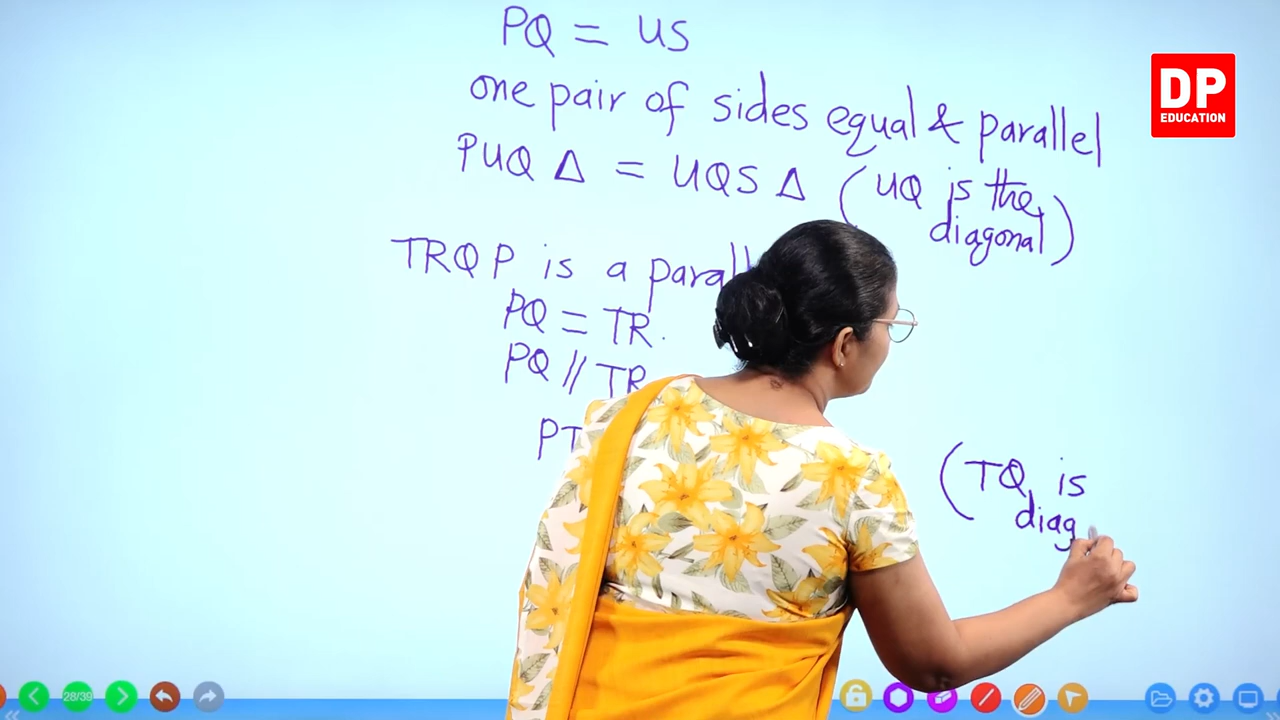 PQ = US
one pair of sides equal & parallel
PUQ Δ = UQS Δ (UQ is the
diagonal)
TRQP is a parall
PQ = TR.
PQ // TR
PT
(TQ is
diag
DP
EDUCATION
28/39